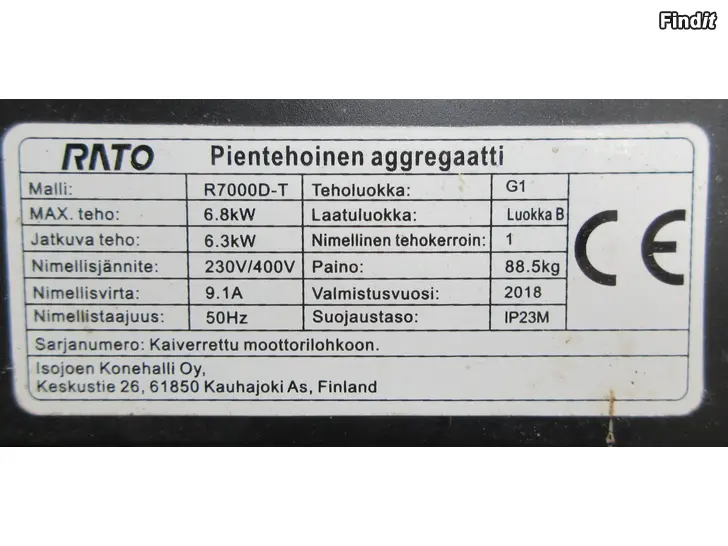 Findit
RATO Pientehoinen aggregaatti
Malli: R7000D-T Teholuokka: G1
MAX. teho: 6.8kW Laatuluokka: Luokka B
Jatkuva teho: 6.3kW Nimellinen tehokerroin: 1
Nimellisjännite: 230V/400V Paino: 88.5kg
Nimellisvirta: 9.1A Valmistusvuosi: 2018
Nimellistaajuus: 50Hz Suojaustaso: IP23M
CE
Sarjanumero: Kaiverrettu moottorilohkoon.
Isojoen Konehalli Oy,
Keskustie 26, 61850 Kauhajoki As, Finland